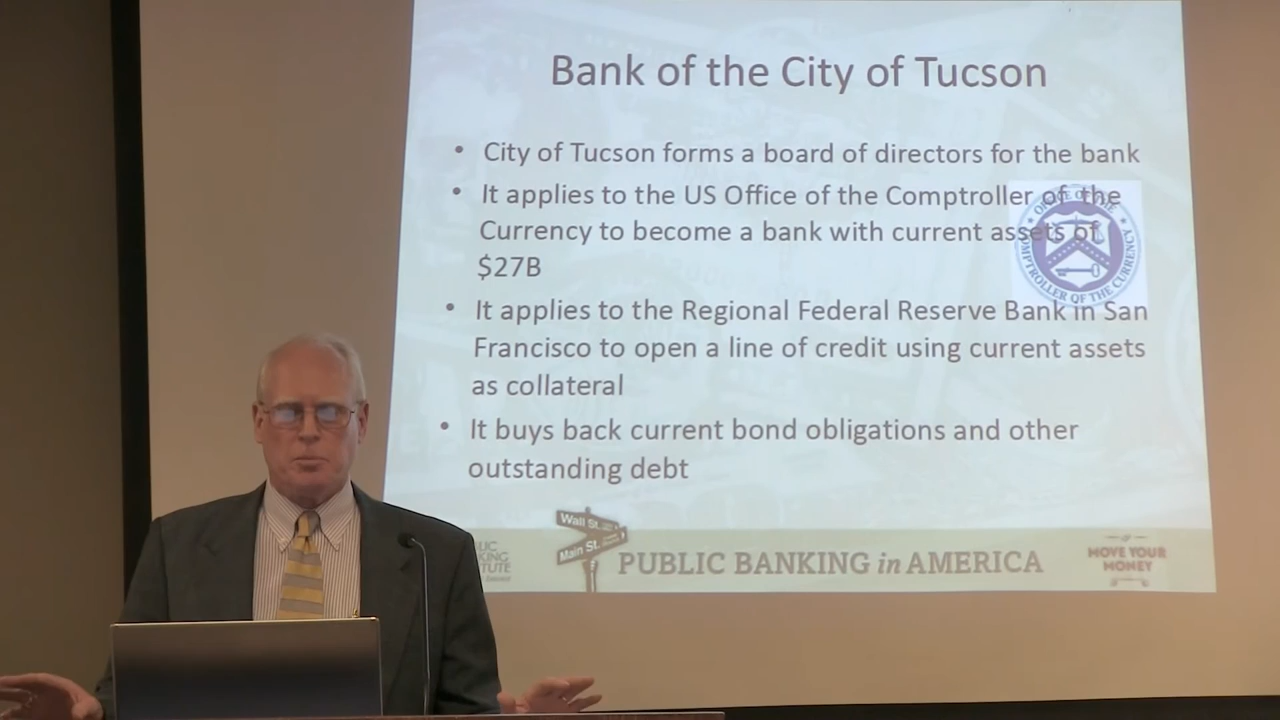 Bank of the City of Tucson
• City of Tucson forms a board of directors for the bank
• It applies to the US Office of the Comptroller of the
Currency to become a bank with current assets of
$27B
• It applies to the Regional Federal Reserve Bank in San
Francisco to open a line of credit using current assets
as collateral
• It buys back current bond obligations and other
outstanding debt
COMPTROLLER OF THE CURRENCY
Wall St.
Main St.
PUBLIC BANKING in AMERICA
MOVE YOUR
MONEY